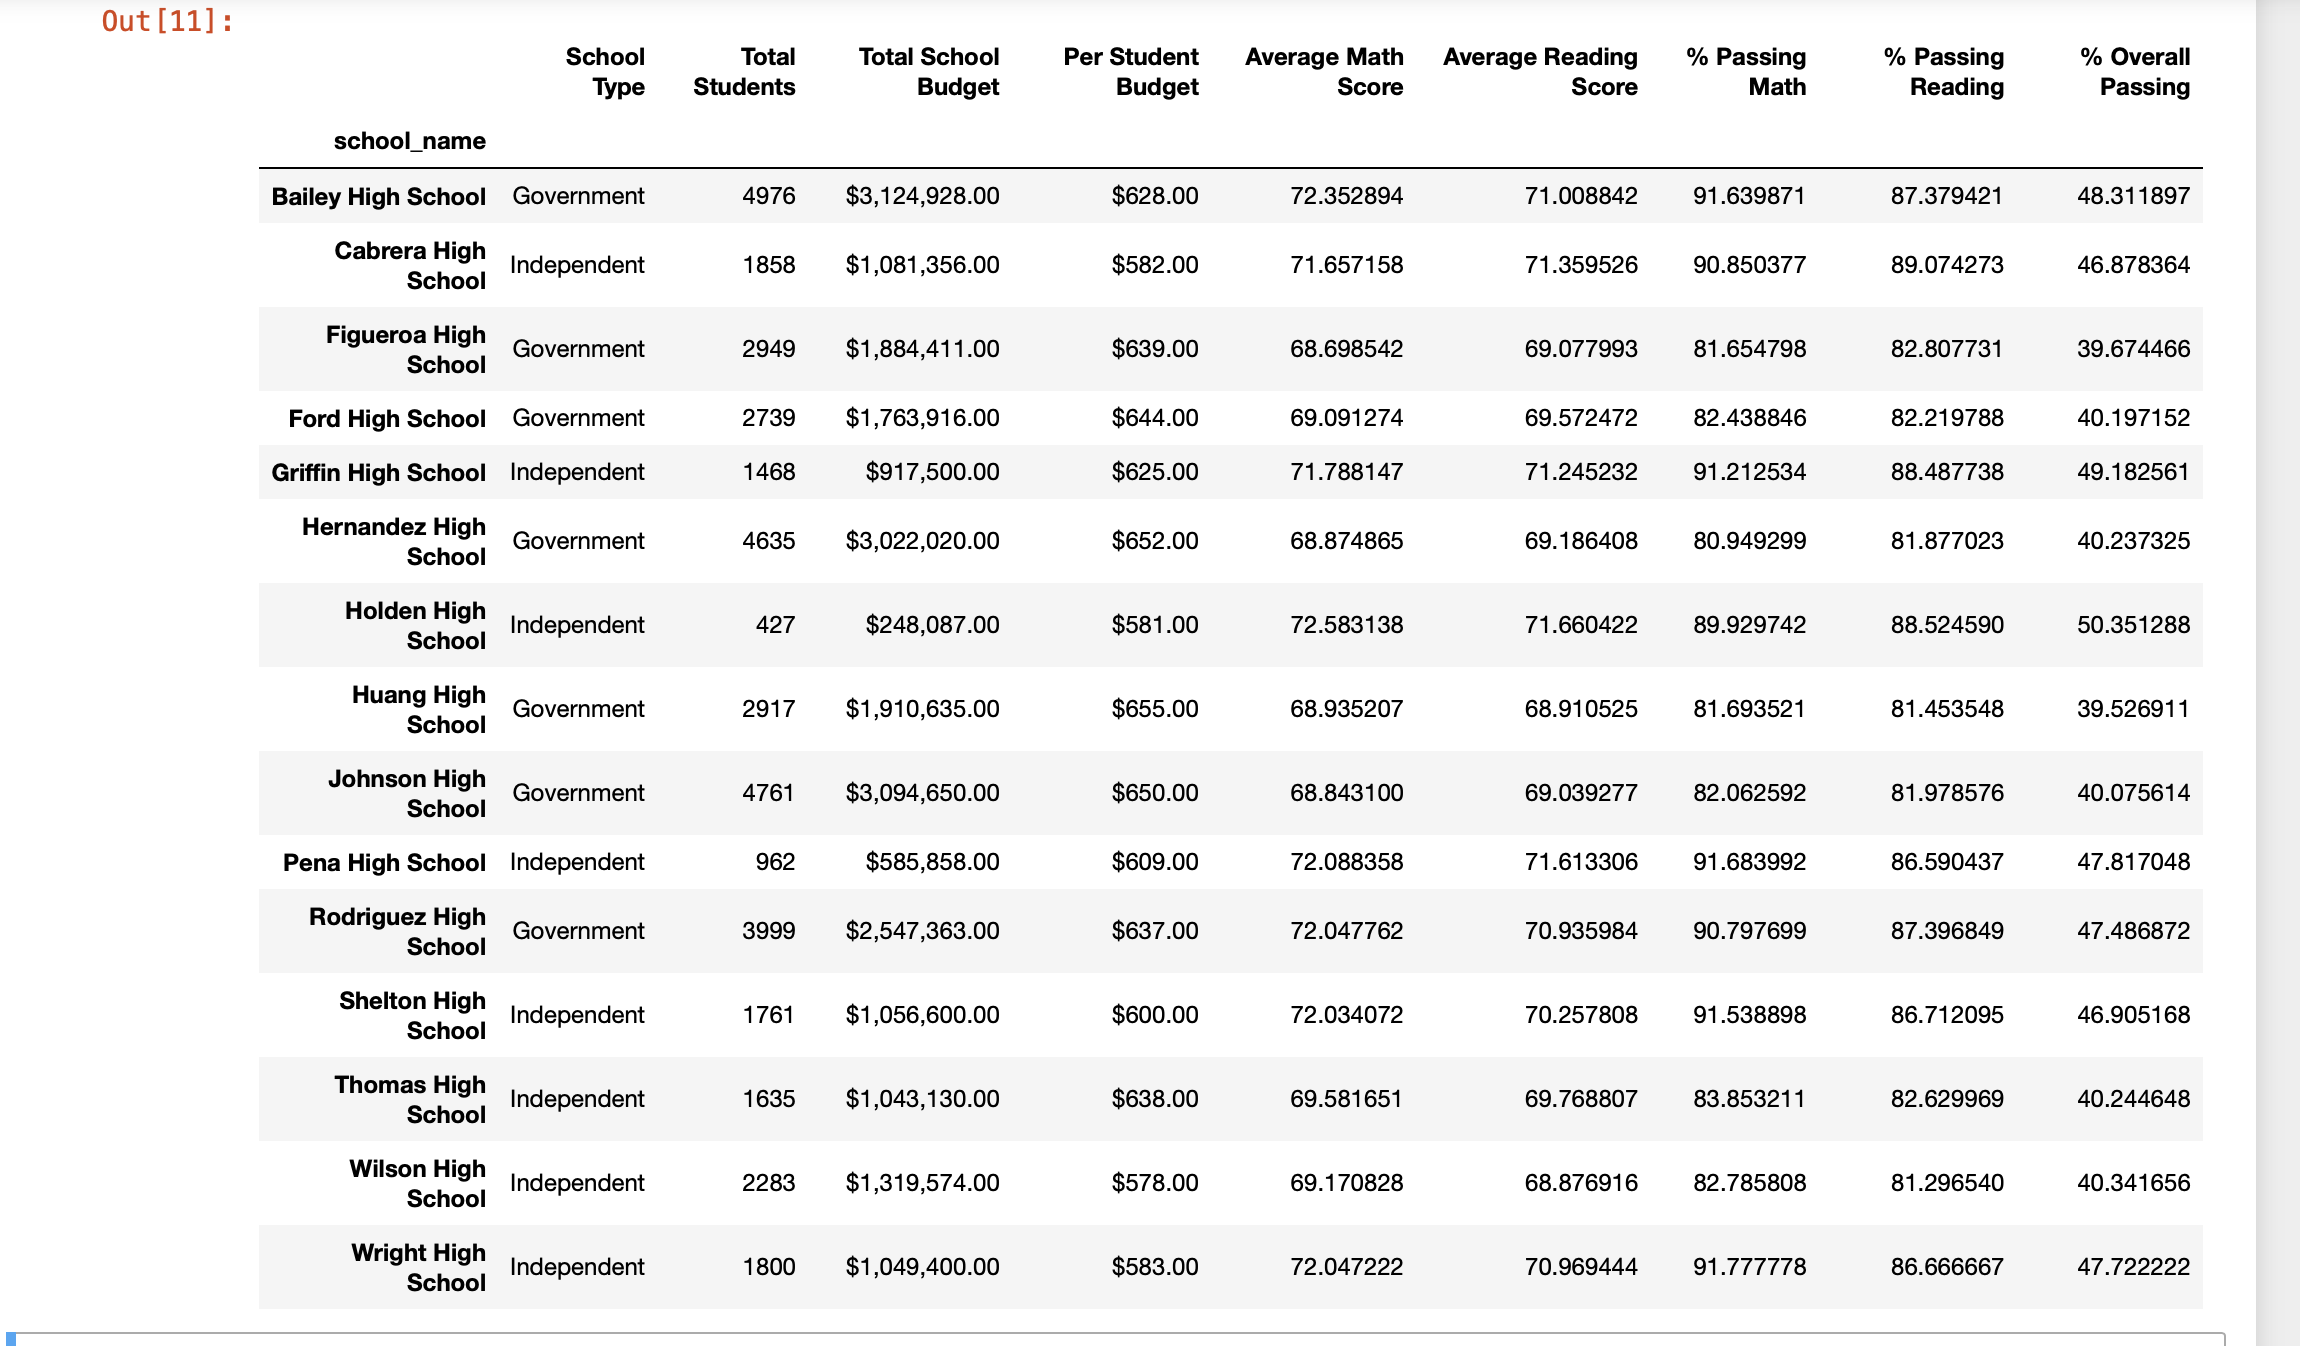 Out[11]:
School Type Total Students Total School Budget Per Student Budget Average Math Score Average Reading Score % Passing Math % Passing Reading % Overall Passing
school_name
Bailey High School Government 4976 $3,124,928.00 $628.00 72.352894 71.008842 91.639871 87.379421 48.311897
Cabrera High School Independent 1858 $1,081,356.00 $582.00 71.657158 71.359526 90.850377 89.074273 46.878364
Figueroa High School Government 2949 $1,884,411.00 $639.00 68.698542 69.077993 81.654798 82.807731 39.674466
Ford High School Government 2739 $1,763,916.00 $644.00 69.091274 69.572472 82.438846 82.219788 40.197152
Griffin High School Independent 1468 $917,500.00 $625.00 71.788147 71.245232 91.212534 88.487738 49.182561
Hernandez High School Government 4635 $3,022,020.00 $652.00 68.874865 69.186408 80.949299 81.877023 40.237325
Holden High School Independent 427 $248,087.00 $581.00 72.583138 71.660422 89.929742 88.524590 50.351288
Huang High School Government 2917 $1,910,635.00 $655.00 68.935207 68.910525 81.693521 81.453548 39.526911
Johnson High School Government 4761 $3,094,650.00 $650.00 68.843100 69.039277 82.062592 81.978576 40.075614
Pena High School Independent 962 $585,858.00 $609.00 72.088358 71.613306 91.683992 86.590437 47.817048
Rodriguez High School Government 3999 $2,547,363.00 $637.00 72.047762 70.935984 90.797699 87.396849 47.486872
Shelton High School Independent 1761 $1,056,600.00 $600.00 72.034072 70.257808 91.538898 86.712095 46.905168
Thomas High School Independent 1635 $1,043,130.00 $638.00 69.581651 69.768807 83.853211 82.629969 40.244648
Wilson High School Independent 2283 $1,319,574.00 $578.00 69.170828 68.876916 82.785808 81.296540 40.341656
Wright High School Independent 1800 $1,049,400.00 $583.00 72.047222 70.969444 91.777778 86.666667 47.722222